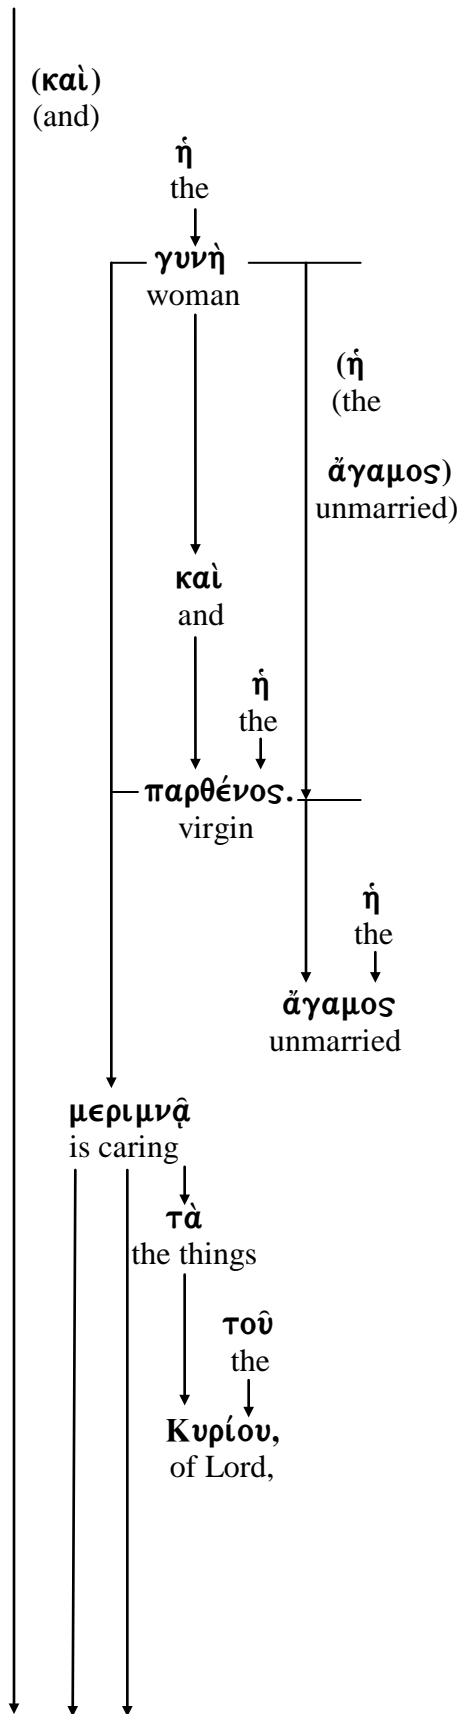 (καὶ)
(and)
ἡ
the
γυνὴ
woman
(ἡ
(the
ἄγαμος)
unmarried)
καὶ
and
ἡ
the
παρθένος.
virgin
ἡ
the
ἄγαμος
unmarried
μεριμνᾷ
is caring
τὰ
the things
τοῦ
the
Κυρίου,
of Lord,